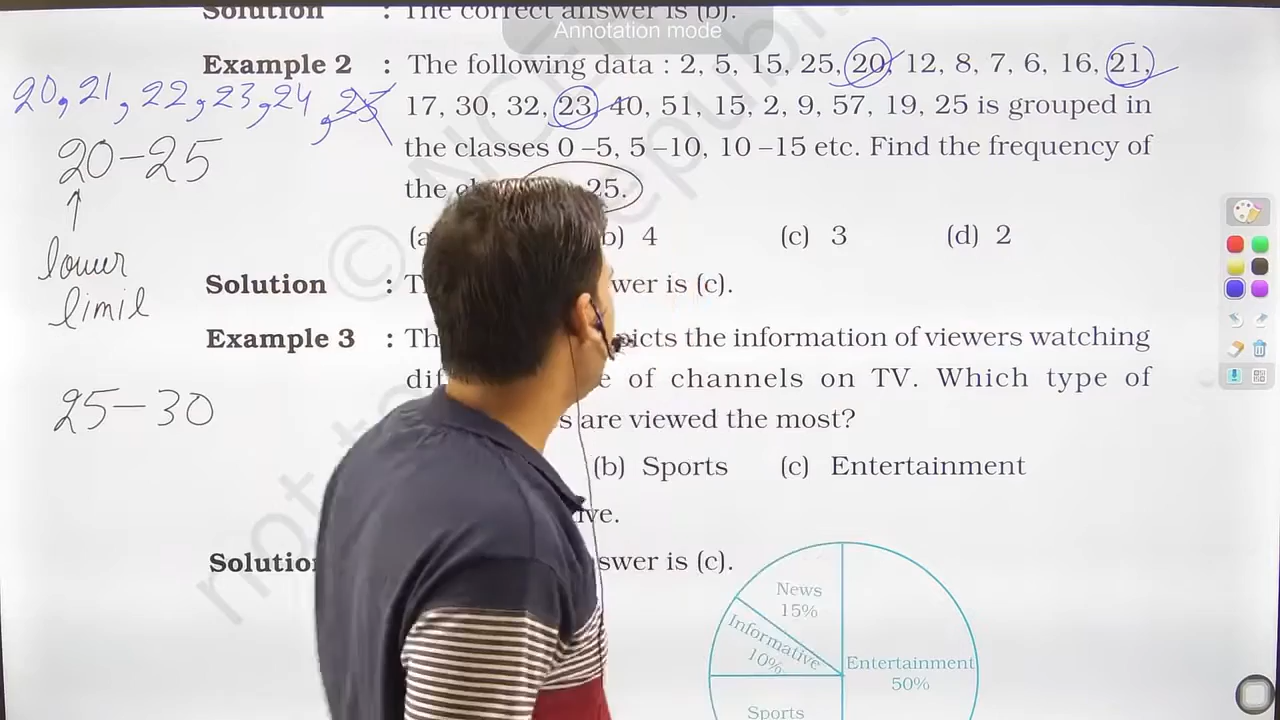 Solution : The correct answer is (b).
Annotation mode
Example 2 : The following data : 2, 5, 15, 25, 20, 12, 8, 7, 6, 16, 21,
20, 21, 22, 23, 24, 25
17, 30, 32, 23, 40, 51, 15, 2, 9, 57, 19, 25 is grouped in
20-25
the classes 0 –5, 5 –10, 10 –15 etc. Find the frequency of
the 25.
lower
limit
(a b) 4 (c) 3 (d) 2
Solution : wer is (c).
Example 3 : Th picts the information of viewers watching
dif e of channels on TV. Which type of
25-30
s are viewed the most?
(b) Sports (c) Entertainment
ive.
Solution swer is (c).
News
15%
Informative
10%
Entertainment
50%
Sports